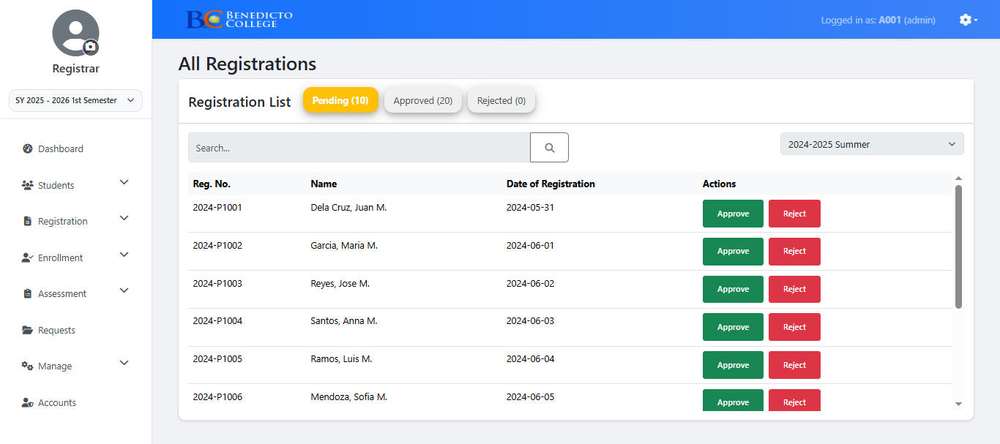 BC BENEDICTO COLLEGE
Logged in as: A001 (admin)
Registrar
SY 2025 - 2026 1st Semester
Dashboard
Students
Registration
Enrollment
Assessment
Requests
Manage
Accounts
All Registrations
Registration List Pending (10) Approved (20) Rejected (0)
Search...
2024-2025 Summer
Reg. No. Name Date of Registration Actions
2024-P1001 Dela Cruz, Juan M. 2024-05-31 Approve Reject
2024-P1002 Garcia, Maria M. 2024-06-01 Approve Reject
2024-P1003 Reyes, Jose M. 2024-06-02 Approve Reject
2024-P1004 Santos, Anna M. 2024-06-03 Approve Reject
2024-P1005 Ramos, Luis M. 2024-06-04 Approve Reject
2024-P1006 Mendoza, Sofia M. 2024-06-05 Approve Reject